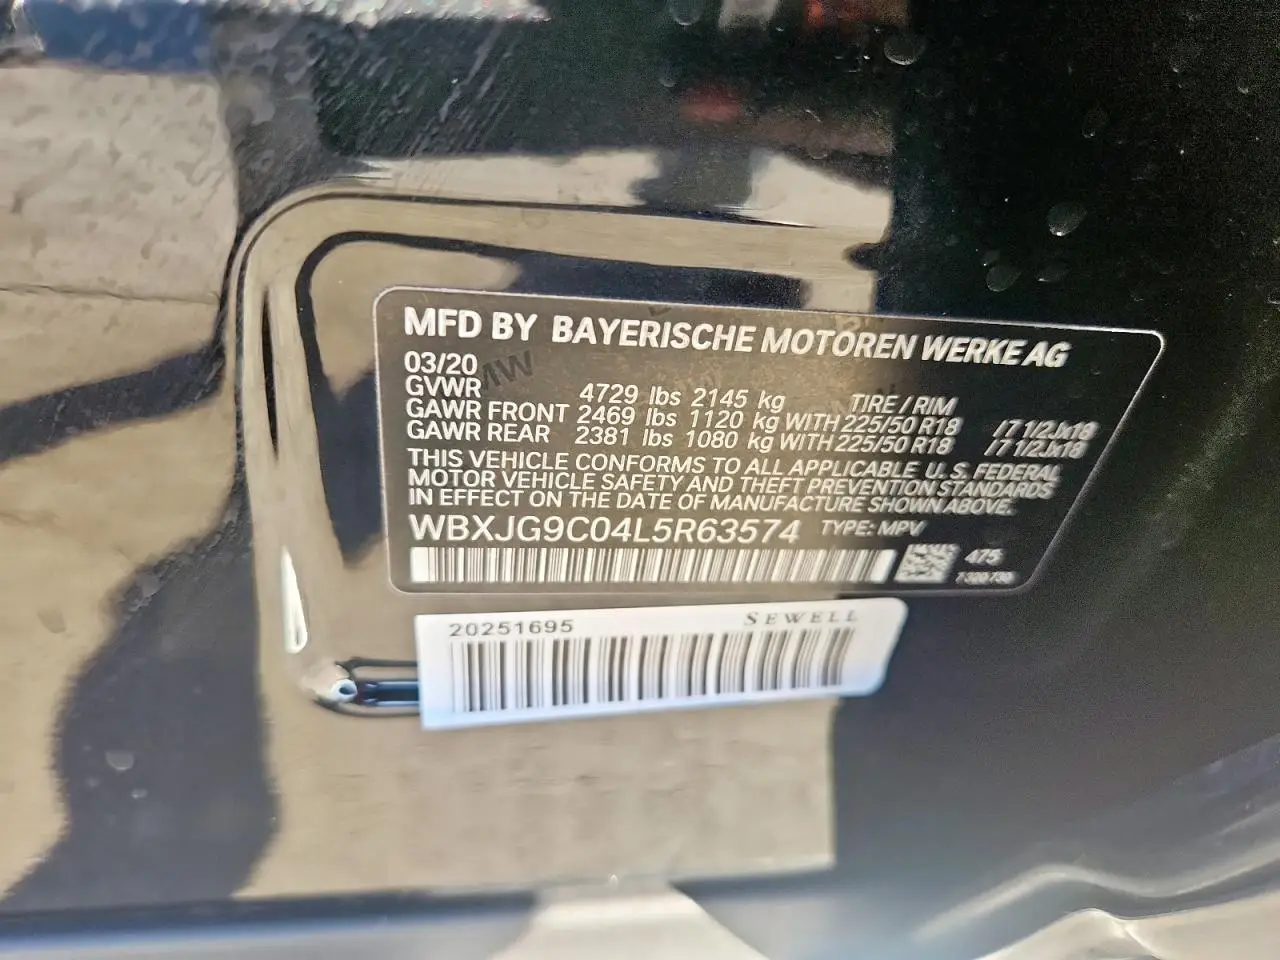 MFD BY BAYERISCHE MOTOREN WERKE AG
03/20
GVWR 4729 lbs 2145 kg TIRE / RIM
GAWR FRONT 2469 lbs 1120 kg WITH 225/50 R18 /7 1/2Jx18
GAWR REAR 2381 lbs 1080 kg WITH 225/50 R18 /7 1/2Jx18
THIS VEHICLE CONFORMS TO ALL APPLICABLE U.S. FEDERAL
MOTOR VEHICLE SAFETY AND THEFT PREVENTION STANDARDS
IN EFFECT ON THE DATE OF MANUFACTURE SHOWN ABOVE.
WBXJG9C04L5R63574 TYPE: MPV
475
20251695 SEWELL